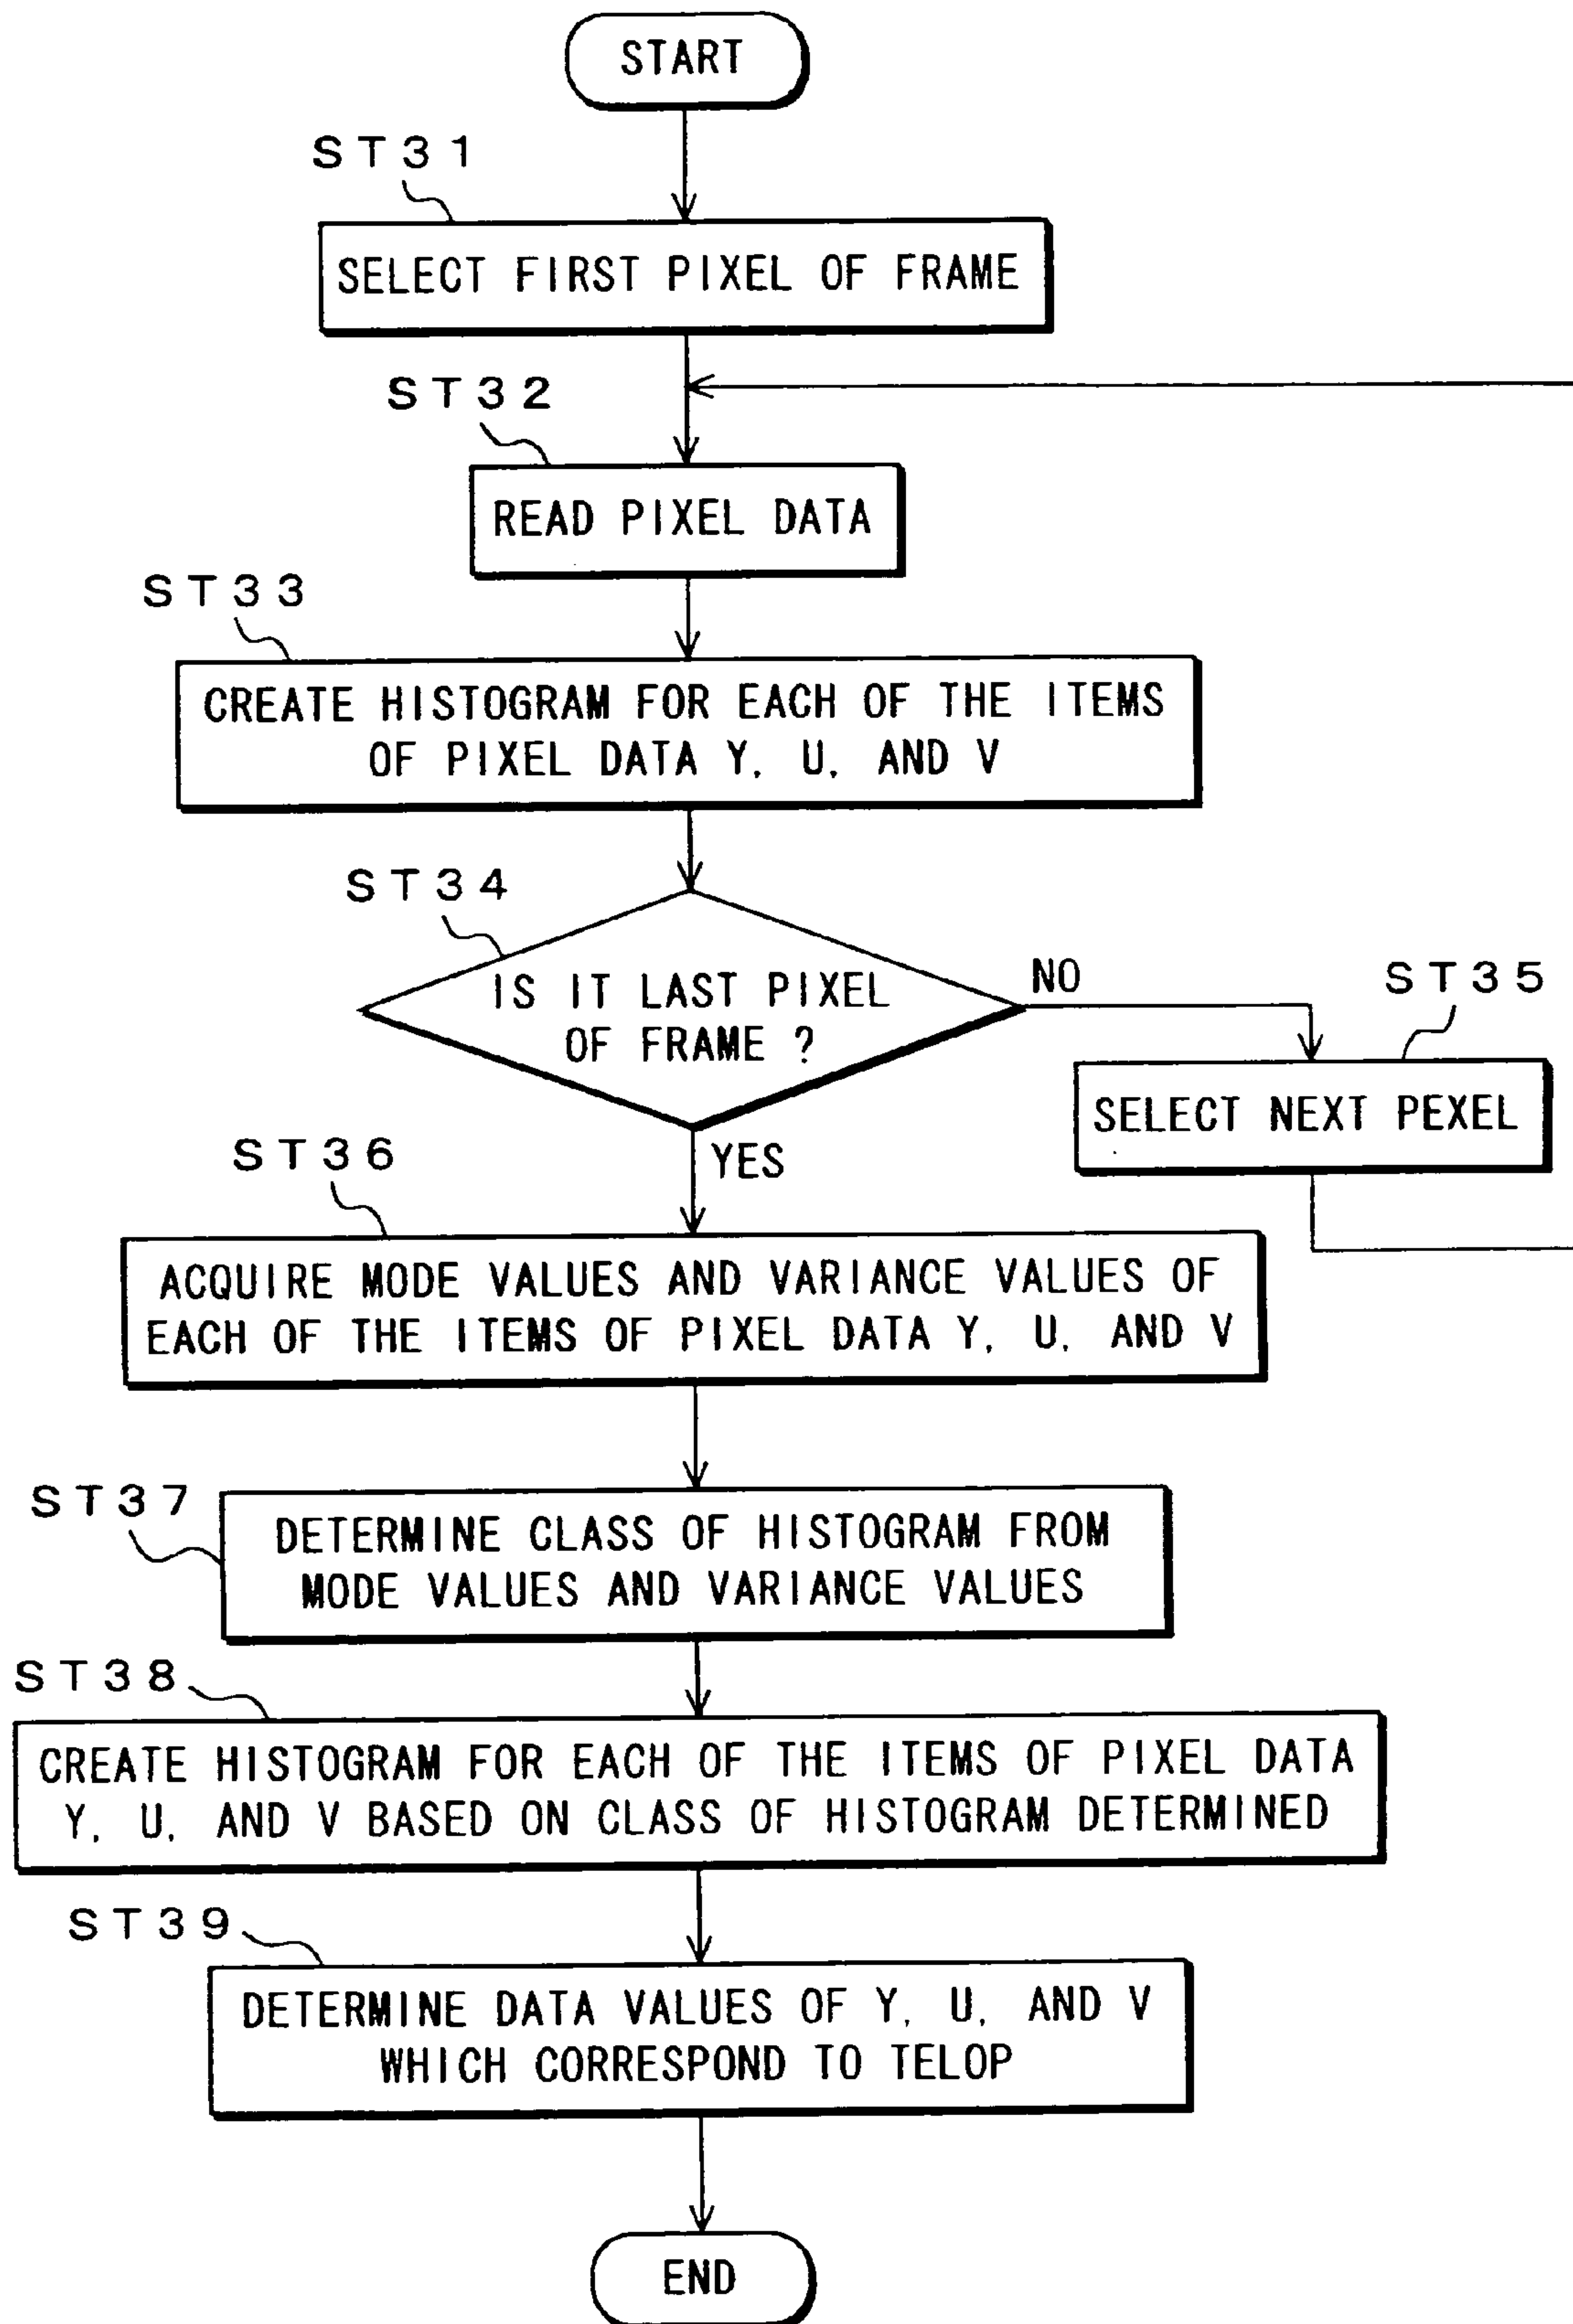 START
ST31
SELECT FIRST PIXEL OF FRAME
ST32
READ PIXEL DATA
ST33
CREATE HISTOGRAM FOR EACH OF THE ITEMS
OF PIXEL DATA Y, U, AND V
ST34
IS IT LAST PIXEL
OF FRAME ?
NO
ST35
SELECT NEXT PEXEL
YES
ST36
ACQUIRE MODE VALUES AND VARIANCE VALUES OF
EACH OF THE ITEMS OF PIXEL DATA Y, U, AND V
ST37
DETERMINE CLASS OF HISTOGRAM FROM
MODE VALUES AND VARIANCE VALUES
ST38
CREATE HISTOGRAM FOR EACH OF THE ITEMS OF PIXEL DATA
Y, U, AND V BASED ON CLASS OF HISTOGRAM DETERMINED
ST39
DETERMINE DATA VALUES OF Y, U, AND V
WHICH CORRESPOND TO TELOP
END